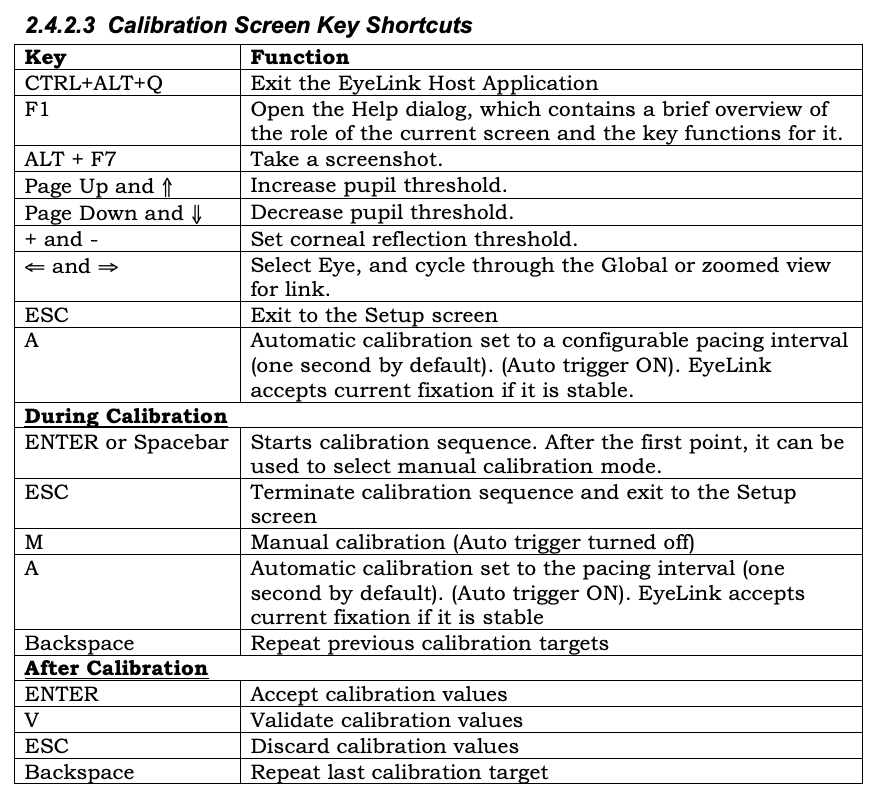 2.4.2.3 Calibration Screen Key Shortcuts
Key Function
CTRL+ALT+Q Exit the EyeLink Host Application
F1 Open the Help dialog, which contains a brief overview of
the role of the current screen and the key functions for it.
ALT + F7 Take a screenshot.
Page Up and ⇑ Increase pupil threshold.
Page Down and ⇓ Decrease pupil threshold.
+ and - Set corneal reflection threshold.
⇐ and ⇒ Select Eye, and cycle through the Global or zoomed view
for link.
ESC Exit to the Setup screen
A Automatic calibration set to a configurable pacing interval
(one second by default). (Auto trigger ON). EyeLink
accepts current fixation if it is stable.
During Calibration
ENTER or Spacebar Starts calibration sequence. After the first point, it can be
used to select manual calibration mode.
ESC Terminate calibration sequence and exit to the Setup
screen
M Manual calibration (Auto trigger turned off)
A Automatic calibration set to the pacing interval (one
second by default). (Auto trigger ON). EyeLink accepts
current fixation if it is stable
Backspace Repeat previous calibration targets
After Calibration
ENTER Accept calibration values
V Validate calibration values
ESC Discard calibration values
Backspace Repeat last calibration target